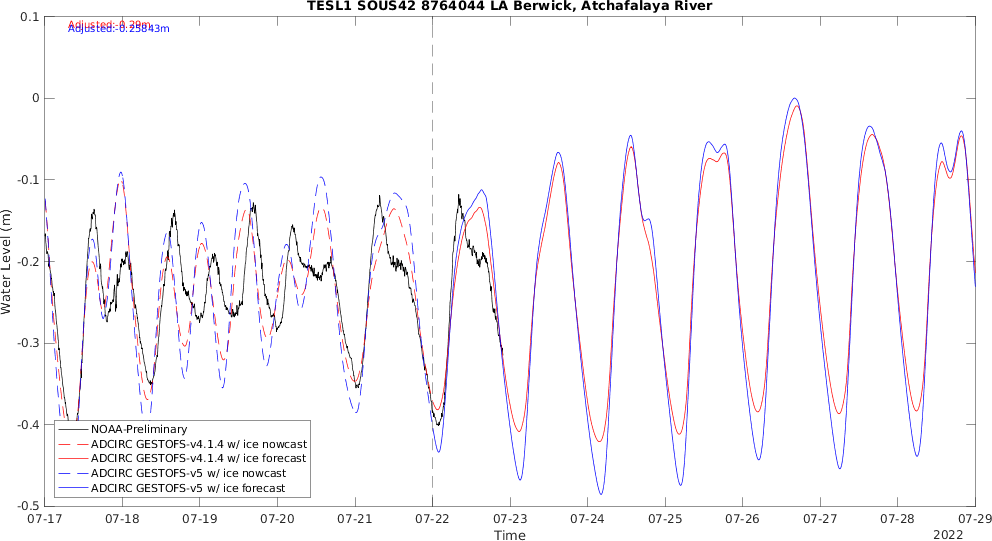 TESL1 SOUS42 8764044 LA Berwick, Atchafalaya River
Adjusted:-0.29m
Adjusted:-0.25843m
0.1
0
-0.1
-0.2
-0.3
-0.4
-0.5
Water Level (m)
NOAA-Preliminary
ADCIRC GESTOFS-v4.1.4 w/ ice nowcast
ADCIRC GESTOFS-v4.1.4 w/ ice forecast
ADCIRC GESTOFS-v5 w/ ice nowcast
ADCIRC GESTOFS-v5 w/ ice forecast
07-17 07-18 07-19 07-20 07-21 07-22 07-23 07-24 07-25 07-26 07-27 07-28 07-29
Time
2022